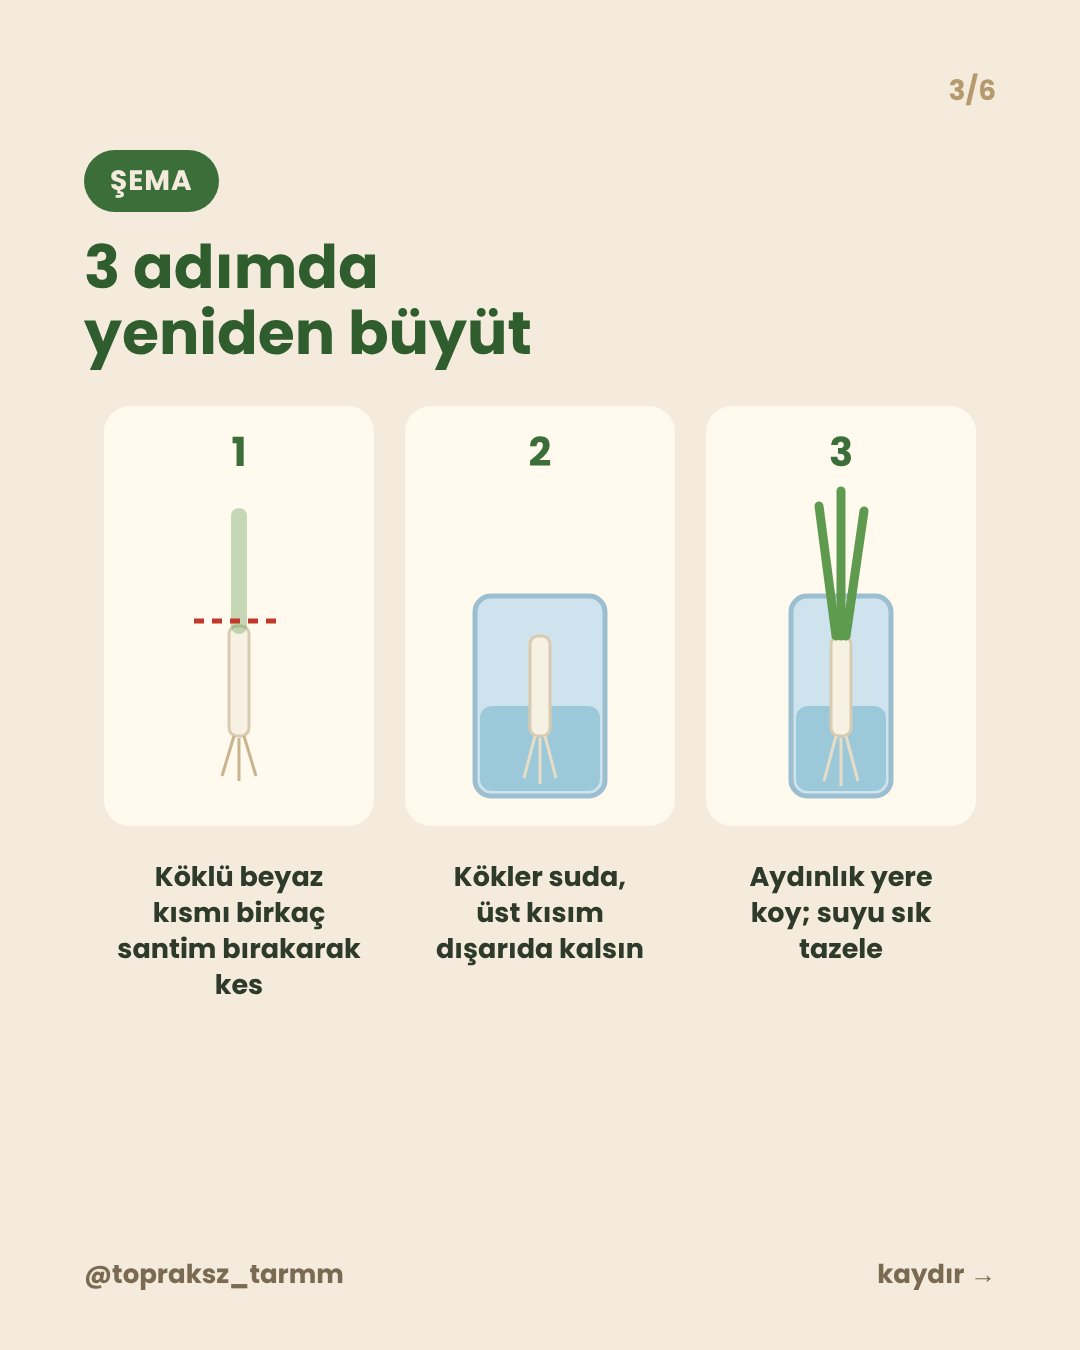 3/6
ŞEMA
3 adımda
yeniden büyüt
1
2
3
Köklü beyaz
kısmı birkaç
santim bırakarak
kes
Kökler suda,
üst kısım
dışarıda kalsın
Aydınlık yere
koy; suyu sık
tazele
@topraksz_tarmm
kaydır →